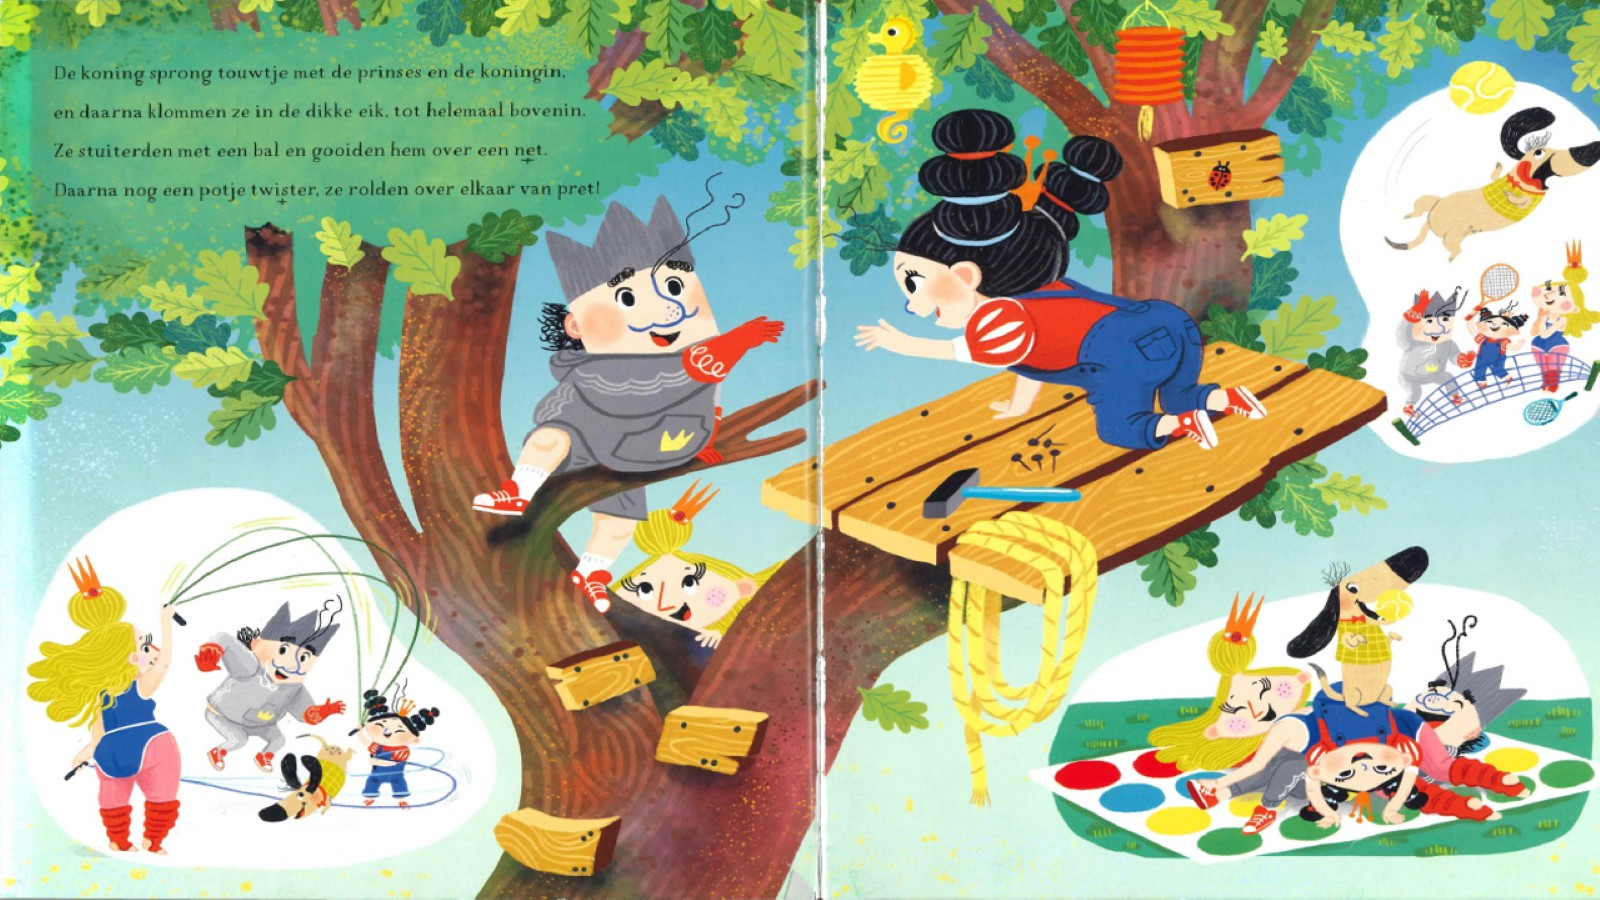 De koning sprong touwtje met de prinses en de koningin,
en daarna klommen ze in de dikke eik, tot helemaal bovenin.
Ze stuiterden met een bal en gooiden hem over een net.
Daarna nog een potje twister, ze rolden over elkaar van pret!